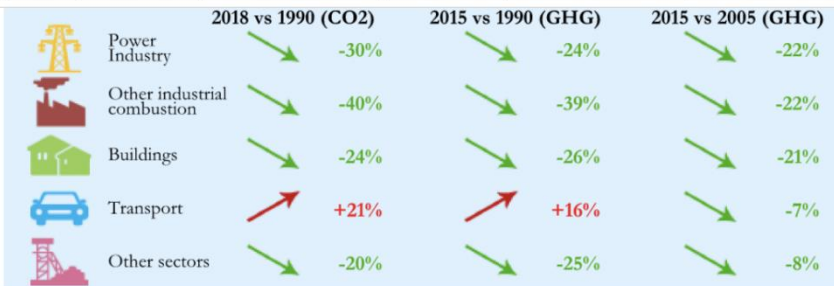 2018 vs 1990 (CO2) 2015 vs 1990 (GHG) 2015 vs 2005 (GHG)
Power
Industry -30% -24% -22%
Other industrial
combustion -40% -39% -22%
Buildings -24% -26% -21%
Transport +21% +16% -7%
Other sectors -20% -25% -8%